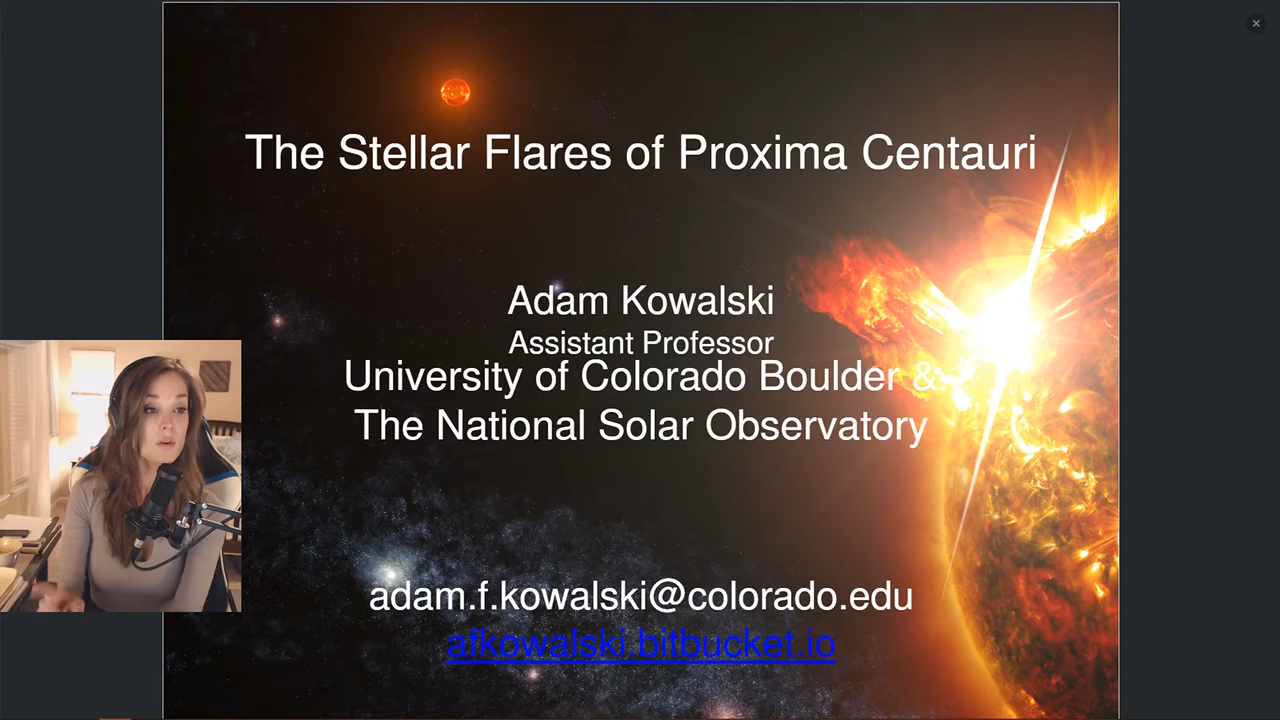 The Stellar Flares of Proxima Centauri
Adam Kowalski
Assistant Professor
University of Colorado Boulder &
The National Solar Observatory
adam.f.kowalski@colorado.edu
afkowalski.bitbucket.io